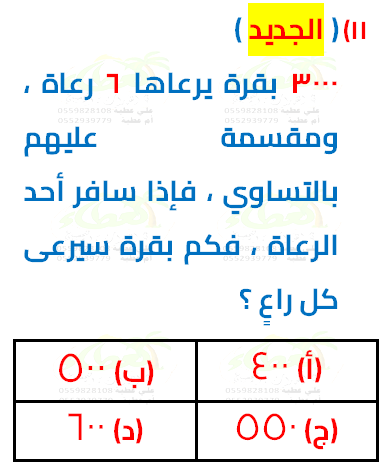 ١١) ( الجديد )
٣٠٠٠ بقرة يرعاها ٦ رعاة ،
ومقسمة عليهم
بالتساوي ، فإذا سافر أحد
الرعاة ، فكم بقرة سيرعى
كل راعٍ ؟
(أ) ٤٠٠ (ب) ٥٠٠
(ج) ٥٥٠ (د) ٦٠٠